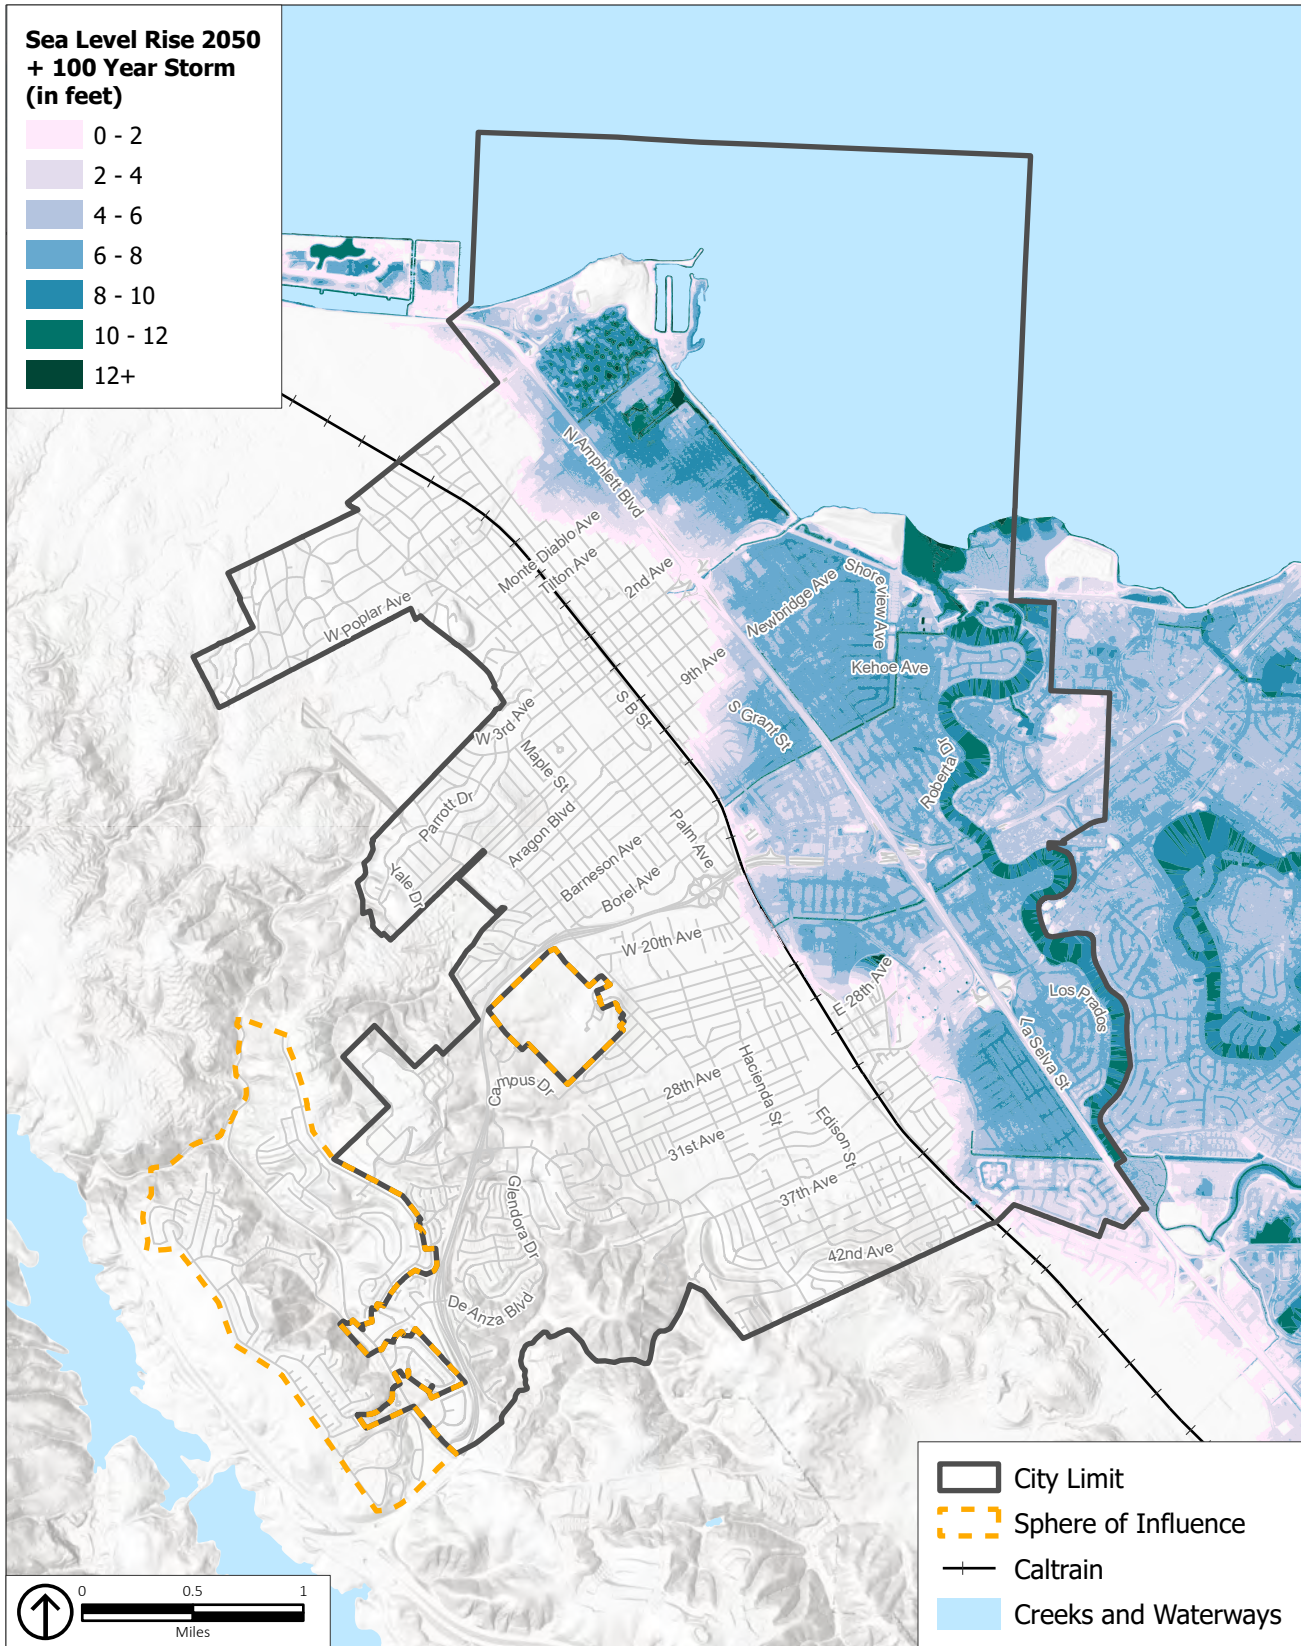 Sea Level Rise 2050
+ 100 Year Storm
(in feet)
0 - 2
2 - 4
4 - 6
6 - 8
8 - 10
10 - 12
12+
N Amphlett Blvd
Monte Diablo Ave
Tilton Ave
2nd Ave
Shoreview Ave
Newbridge Ave
W Poplar Ave
Kehoe Ave
9th Ave
S B St
S Grant St
W 3rd Ave
Maple St
Roberta Dr
Parrott Dr
Aragon Blvd
Palm Ave
Yale Dr
Barneson Ave
Borel Ave
W 20th Ave
E 28th Ave
Los Prados
La Selva St
Campus Dr
28th Ave
Hacienda St
Edison St
31st Ave
37th Ave
Glendora Dr
42nd Ave
De Anza Blvd
City Limit
Sphere of Influence
Caltrain
Creeks and Waterways
0 0.5 1
Miles